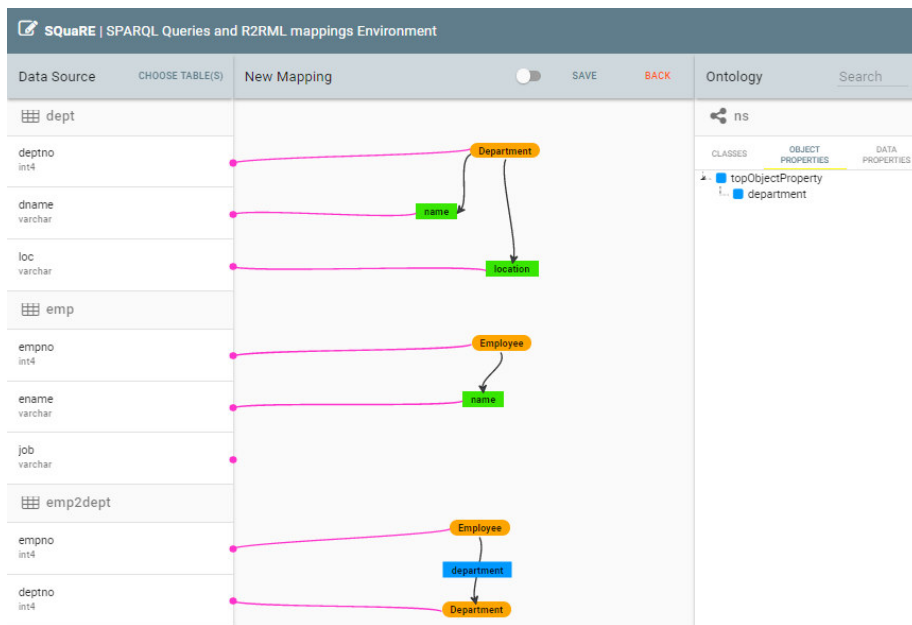 SQuaRE | SPARQL Queries and R2RML mappings Environment
Data Source CHOOSE TABLE(S) New Mapping SAVE BACK Ontology Search
dept
ns
deptno
int4
Department
CLASSES OBJECT PROPERTIES DATA PROPERTIES
topObjectProperty
department
dname
varchar
name
loc
varchar
location
emp
empno
int4
Employee
ename
varchar
name
job
varchar
emp2dept
empno
int4
Employee
department
deptno
int4
Department